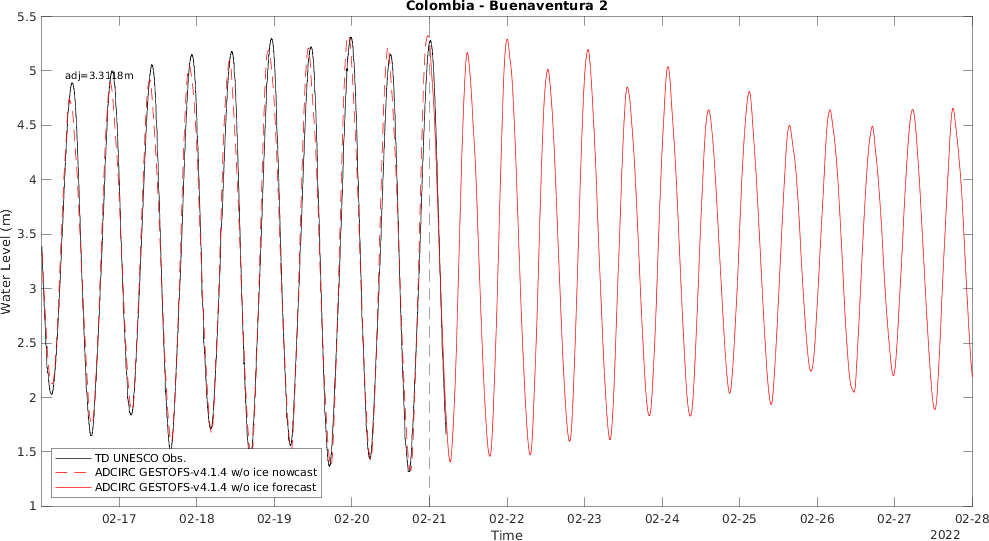 Colombia - Buenaventura 2
5.5
5
4.5
4
3.5
3
2.5
2
1.5
1
Water Level (m)
adj=3.3118m
TD UNESCO Obs.
ADCIRC GESTOFS-v4.1.4 w/o ice nowcast
ADCIRC GESTOFS-v4.1.4 w/o ice forecast
02-17 02-18 02-19 02-20 02-21 02-22 02-23 02-24 02-25 02-26 02-27 02-28
Time
2022